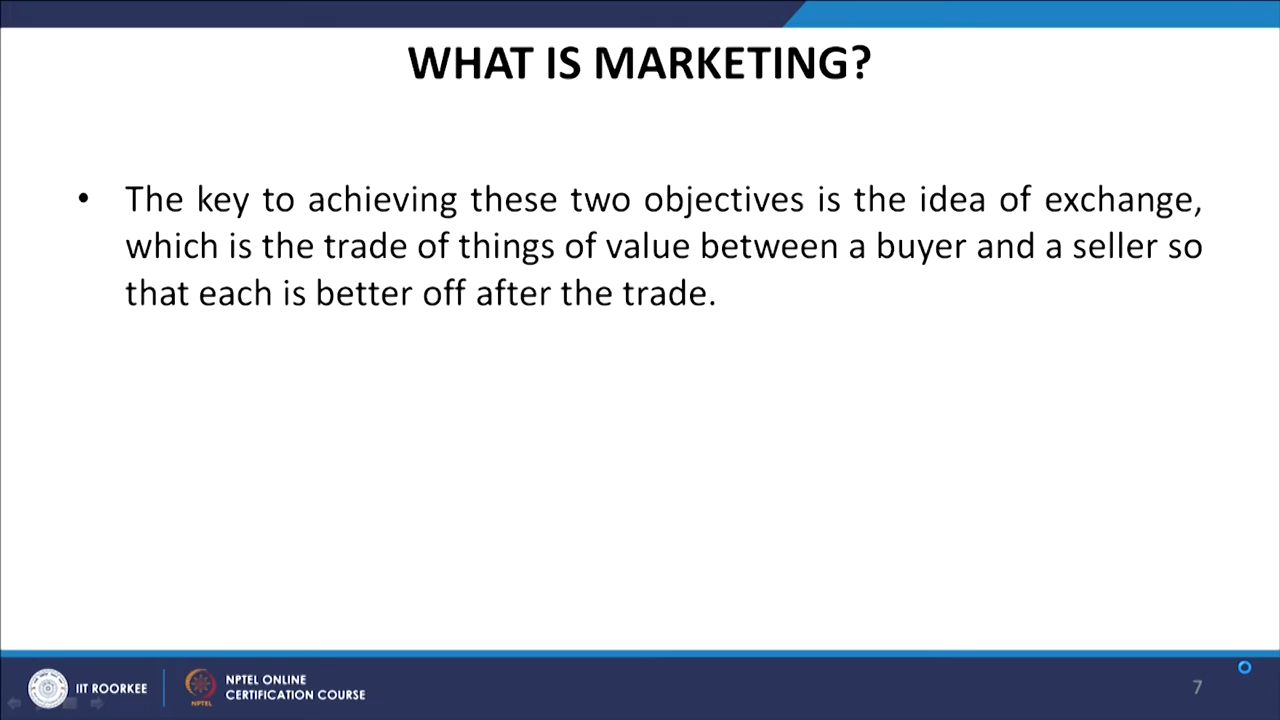 WHAT IS MARKETING?
• The key to achieving these two objectives is the idea of exchange,
which is the trade of things of value between a buyer and a seller so
that each is better off after the trade.
IIT ROORKEE
NPTEL
NPTEL ONLINE
CERTIFICATION COURSE
7